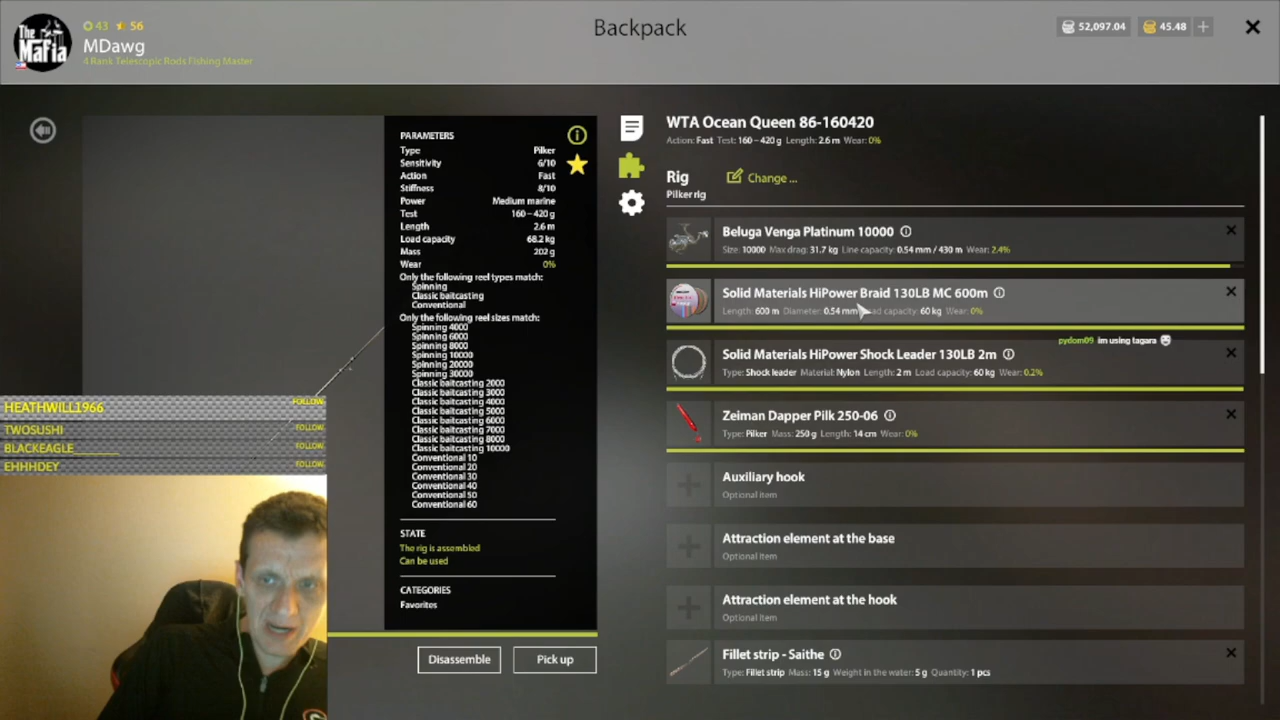 The
Mafia
43 56
MDawg
4 Rank Telescopic Rods Fishing Master
Backpack
52,097.04 45.48
WTA Ocean Queen 86-160420
Action: Fast Test: 160 – 420 g Length: 2.6 m Wear: 0%
Rig
Change ...
Pilker rig
Beluga Venga Platinum 10000
Size: 10000 Max drag: 31.7 kg Line capacity: 0.54 mm / 430 m Wear: 2.4%
Solid Materials HiPower Braid 130LB MC 600m
Length: 600 m Diameter: 0.54 mm capacity: 60 kg Wear: 0%
pydom09 im using tagara
Solid Materials HiPower Shock Leader 130LB 2m
Type: Shock leader Material: Nylon Length: 2 m Load capacity: 60 kg Wear: 0.2%
Zeiman Dapper Pilk 250-06
Type: Pilker Mass: 250 g Length: 14 cm Wear: 0%
Auxiliary hook
Optional item
Attraction element at the base
Optional item
Attraction element at the hook
Optional item
Fillet strip - Saithe
Type: Fillet strip Mass: 15 g Weight in the water: 5 g Quantity: 1 pcs
PARAMETERS
Type Pilker
Sensitivity 6/10
Action Fast
Stiffness 8/10
Power Medium marine
Test 160 – 420 g
Length 2.6 m
Load capacity 68.2 kg
Mass 202 g
Wear 0%
Only the following reel types match:
Spinning
Classic baitcasting
Conventional
Only the following reel sizes match:
Spinning 4000
Spinning 6000
Spinning 8000
Spinning 10000
Spinning 20000
Spinning 30000
Classic baitcasting 2000
Classic baitcasting 3000
Classic baitcasting 4000
Classic baitcasting 5000
Classic baitcasting 6000
Classic baitcasting 7000
Classic baitcasting 8000
Classic baitcasting 10000
Conventional 10
Conventional 20
Conventional 30
Conventional 40
Conventional 50
Conventional 60
STATE
The rig is assembled
Can be used
CATEGORIES
Favorites
Disassemble Pick up
HEATHWILL1966 FOLLOW
TWOSUSHI FOLLOW
BLACKEAGLE______ FOLLOW
EHHHDEY FOLLOW